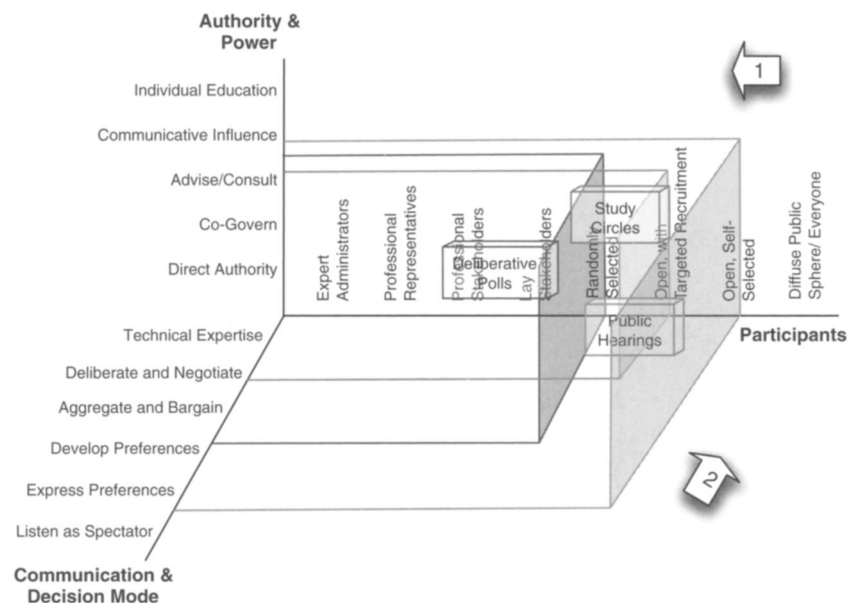 Authority &
Power
1
Individual Education
Communicative Influence
Advise/Consult
Co-Govern
Direct Authority
Expert
Administrators
Professional
Representatives
Professional
Stakeholders
Lay
Stakeholders
Randomly
Selected
Open, with
Targeted Recruitment
Open, Self-
Selected
Diffuse Public
Sphere/ Everyone
Study
Circles
Deliberative
Polls
Public
Hearings
Participants
Technical Expertise
Deliberate and Negotiate
Aggregate and Bargain
Develop Preferences
Express Preferences
Listen as Spectator
2
Communication &
Decision Mode